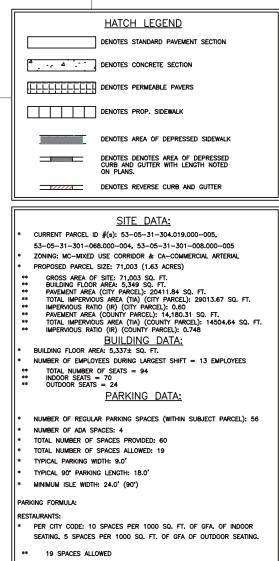 HATCH LEGEND
DENOTES STANDARD PAVEMENT SECTION
DENOTES CONCRETE SECTION
DENOTES PERMEABLE PAVERS
DENOTES PROP. SIDEWALK
DENOTES AREA OF DEPRESSED SIDEWALK
DENOTES DENOTES AREA OF DEPRESSED
CURB AND GUTTER WITH LENGTH NOTED
ON PLANS.
DENOTES REVERSE CURB AND GUTTER
SITE DATA:
* CURRENT PARCEL ID #(s): 53-05-31-304.019.000-005,
53-05-31-301-068.000-004, 53-05-31-301-008.000-005
* ZONING: MC-MIXED USE CORRIDOR & CA-COMMERCIAL ARTERIAL
* PROPOSED PARCEL SIZE: 71,003 (1.63 ACRES)
** GROSS AREA OF SITE: 71,003 SQ. FT.
** BUILDING FLOOR AREA: 5,349 SQ. FT.
** PAVEMENT AREA (CITY PARCEL): 20411.84 SQ. FT.
** TOTAL IMPERVIOUS AREA (TIA) (CITY PARCEL): 29013.67 SQ. FT.
** IMPERVIOUS RATIO (IR) (CITY PARCEL): 0.60
** PAVEMENT AREA (COUNTY PARCEL): 14,180.31 SQ. FT.
** TOTAL IMPERVIOUS AREA (TIA) (COUNTY PARCEL): 14504.64 SQ. FT.
** IMPERVIOUS RATIO (IR) (COUNTY PARCEL): 0.748
BUILDING DATA:
* BUILDING FLOOR AREA: 5,337± SQ. FT.
* NUMBER OF EMPLOYEES DURING LARGEST SHIFT = 13 EMPLOYEES
** TOTAL NUMBER OF SEATS = 94
** INDOOR SEATS = 70
** OUTDOOR SEATS = 24
PARKING DATA:
* NUMBER OF REGULAR PARKING SPACES (WITHIN SUBJECT PARCEL): 56
* NUMBER OF ADA SPACES: 4
* TOTAL NUMBER OF SPACES PROVIDED: 60
* TOTAL NUMBER OF SPACES ALLOWED: 19
* TYPICAL PARKING WIDTH: 9.0'
* TYPICAL 90° PARKING LENGTH: 18.0'
* MINIMUM ISLE WIDTH: 24.0' (90°)
PARKING FORMULA:
RESTAURANTS:
* PER CITY CODE: 10 SPACES PER 1000 SQ. FT. OF GFA OF INDOOR
SEATING. 5 SPACES PER 1000 SQ. FT. OF GFA OF OUTDOOR SEATING.
** 19 SPACES ALLOWED